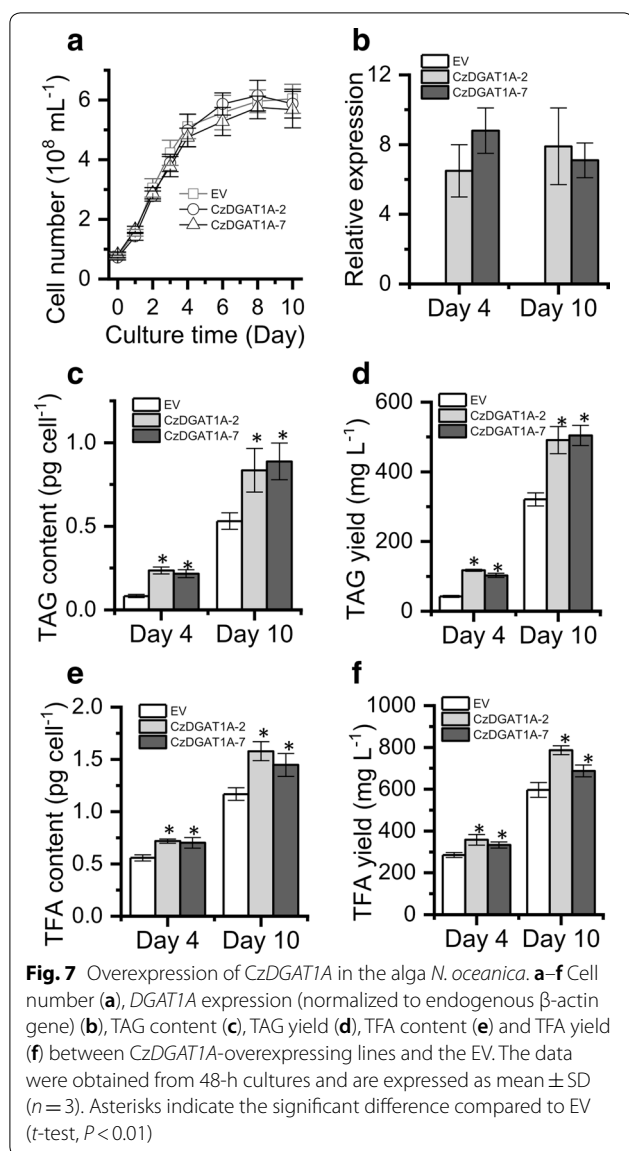 a
Cell number (10⁸ mL⁻¹)
6
4
2
0
EV
CzDGAT1A-2
CzDGAT1A-7
0 2 4 6 8 10
Culture time (Day)
b
Relative expression
12
9
6
3
0
EV
CzDGAT1A-2
CzDGAT1A-7
Day 4 Day 10
c
TAG content (pg cell⁻¹)
1.0
0.5
0.0
EV
CzDGAT1A-2
CzDGAT1A-7
* *
* *
Day 4 Day 10
d
TAG yield (mg L⁻¹)
600
400
200
0
EV
CzDGAT1A-2
CzDGAT1A-7
* *
* *
Day 4 Day 10
e
TFA content (pg cell⁻¹)
2.0
1.5
1.0
0.5
0.0
EV
CzDGAT1A-2
CzDGAT1A-7
* *
* *
Day 4 Day 10
f
TFA yield (mg L⁻¹)
1000
800
600
400
200
0
EV
CzDGAT1A-2
CzDGAT1A-7
* *
* *
Day 4 Day 10
Fig. 7 Overexpression of CzDGAT1A in the alga N. oceanica. a–f Cell
number (a), DGAT1A expression (normalized to endogenous β-actin
gene) (b), TAG content (c), TAG yield (d), TFA content (e) and TFA yield
(f) between CzDGAT1A-overexpressing lines and the EV. The data
were obtained from 48-h cultures and are expressed as mean ± SD
(n = 3). Asterisks indicate the significant difference compared to EV
(t-test, P < 0.01)